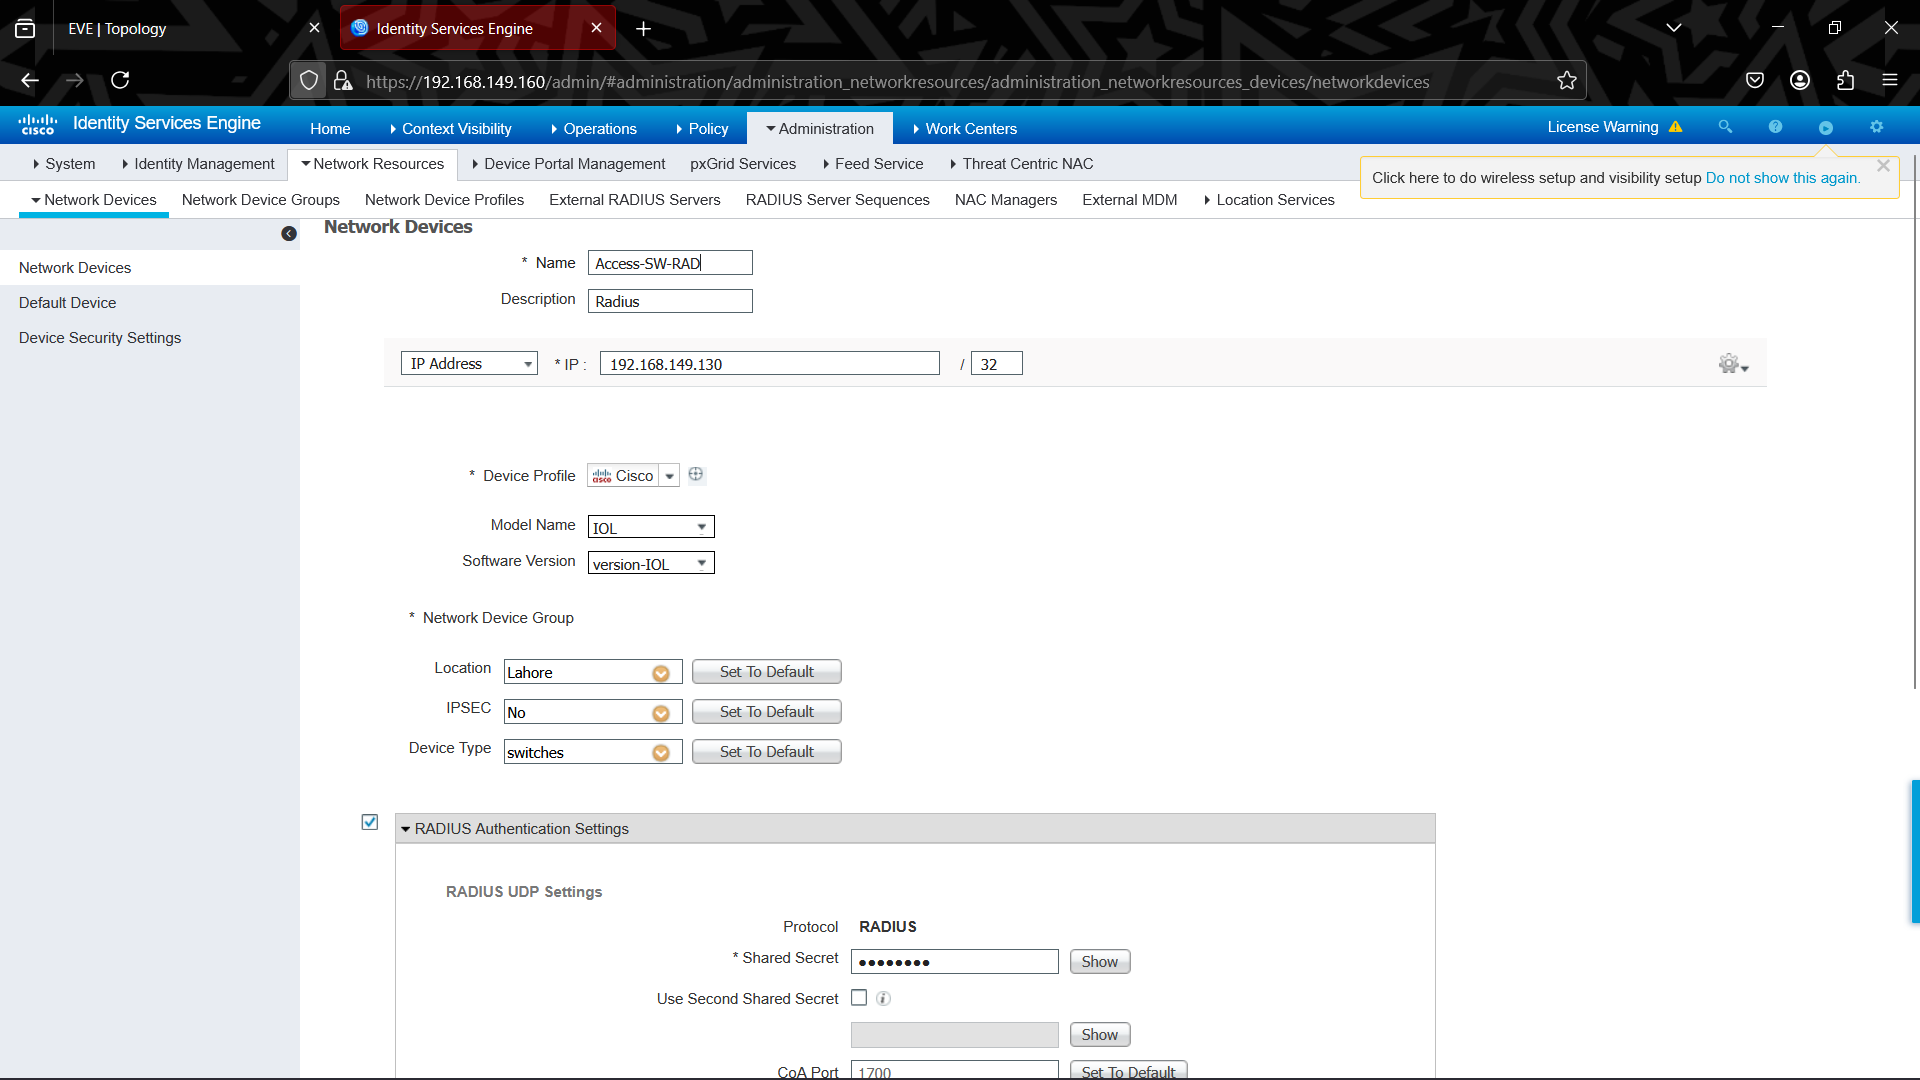 EVE | Topology
Identity Services Engine
https://192.168.149.160/admin/#administration/administration_networkresources/administration_networkresources_devices/networkdevices
cisco Identity Services Engine Home Context Visibility Operations Policy Administration Work Centers License Warning
System Identity Management Network Resources Device Portal Management pxGrid Services Feed Service Threat Centric NAC
Click here to do wireless setup and visibility setup Do not show this again.
Network Devices Network Device Groups Network Device Profiles External RADIUS Servers RADIUS Server Sequences NAC Managers External MDM Location Services
Network Devices
Default Device
Device Security Settings
Network Devices
* Name Access-SW-RAD
Description Radius
IP Address * IP : 192.168.149.130 / 32
* Device Profile cisco Cisco
Model Name IOL
Software Version version-IOL
* Network Device Group
Location Lahore Set To Default
IPSEC No Set To Default
Device Type switches Set To Default
RADIUS Authentication Settings
RADIUS UDP Settings
Protocol RADIUS
* Shared Secret •••••••• Show
Use Second Shared Secret i
Show
CoA Port 1700 Set To Default